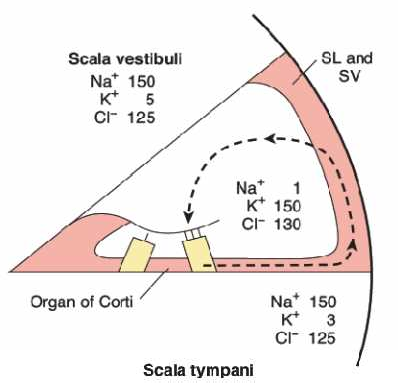 Scala vestibuli
Na⁺ 150
K⁺ 5
Cl⁻ 125
SL and
SV
Na⁺ 1
K⁺ 150
Cl⁻ 130
Organ of Corti
Na⁺ 150
K⁺ 3
Cl⁻ 125
Scala tympani